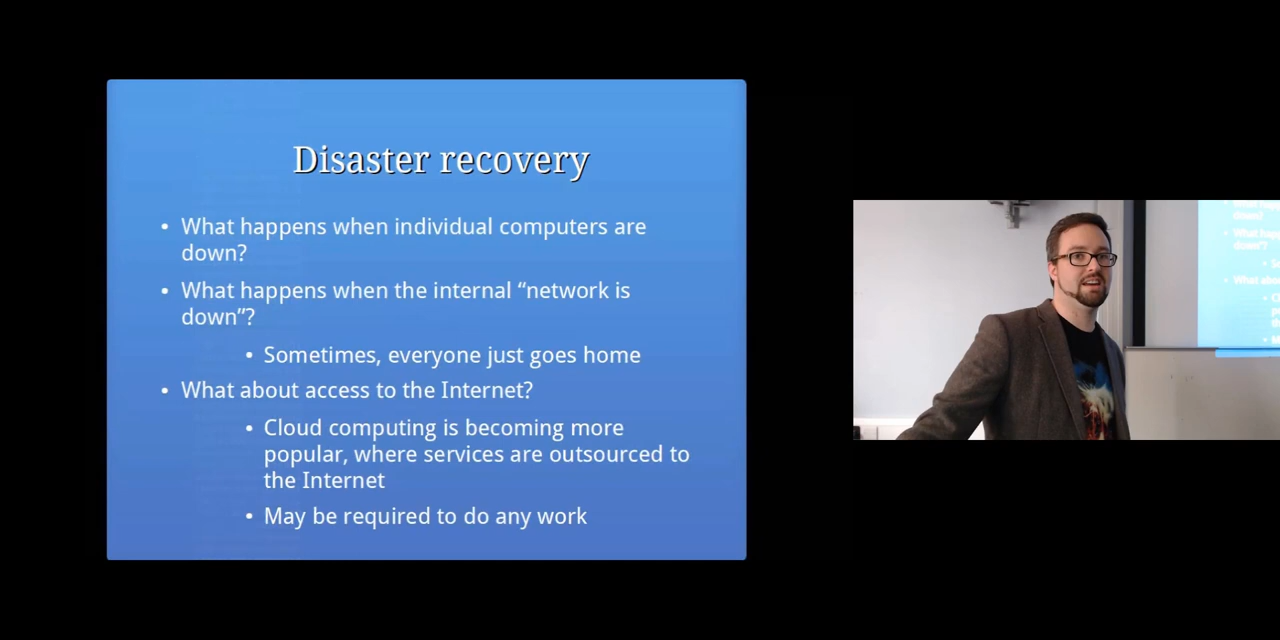 Disaster recovery
• What happens when individual computers are
down?
• What happens when the internal “network is
down”?
• Sometimes, everyone just goes home
• What about access to the Internet?
• Cloud computing is becoming more
popular, where services are outsourced to
the Internet
• May be required to do any work